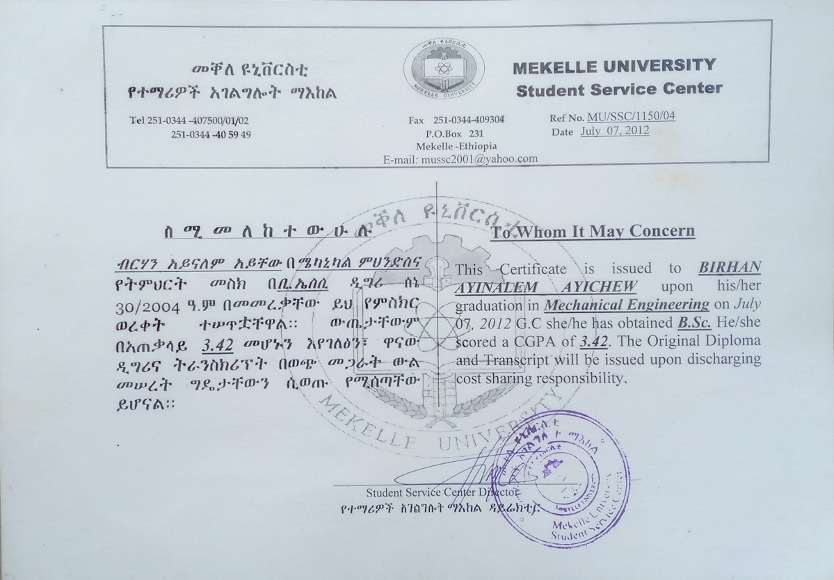 መቐለ ዩኒቨርስቲ
የተማሪዎች አገልግሎት ማእከል
Tel 251-0344 -407500/01/02
251-0344 -40 59 49
መቐለ ዩኒቨርስቲ
MEKELLE UNIVERSITY
Fax 251-0344-409304
P.O.Box 231
Mekelle -Ethiopia
E-mail: mussc2001@yahoo.com
MEKELLE UNIVERSITY
Student Service Center
Ref No. MU/SSC/1150/04
Date July 07, 2012
ለ ሚ መ ለ ከ ተ ው ሁ ሉ
ብርሃን አይናለም አይቸው በሜካኒካል ምህንድስና
የትምህርት መስክ በቢ.ኤስሲ ዲግሪ ሰኔ
30/2004 ዓ.ም በመመረቃቸው ይህ የምስክር
ወረቀት ተሠጥቷቸዋል። ውጤታቸውም
በአጠቃላይ 3.42 መሆኑን እየገለፅን፣ ዋናው
ዲግሪና ትራንስክሪፕት በወጭ መጋራት ውል
መሠረት ግዴታቸውን ሲወጡ የሚሰጣቸው
ይሆናል።
To Whom It May Concern
This Certificate is issued to BIRHAN
AYINALEM AYICHEW upon his/her
graduation in Mechanical Engineering on July
07, 2012 G.C she/he has obtained B.Sc. He/she
scored a CGPA of 3.42. The Original Diploma
and Transcript will be issued upon discharging
cost sharing responsibility.
መቐለ ዩኒቨርስቲ
MEKELLE UNIVERSITY
Student Service Center Director
የተማሪዎች አገልግሎት ማእከል ዳይሬክተር
Mekelle University
Student Service Center